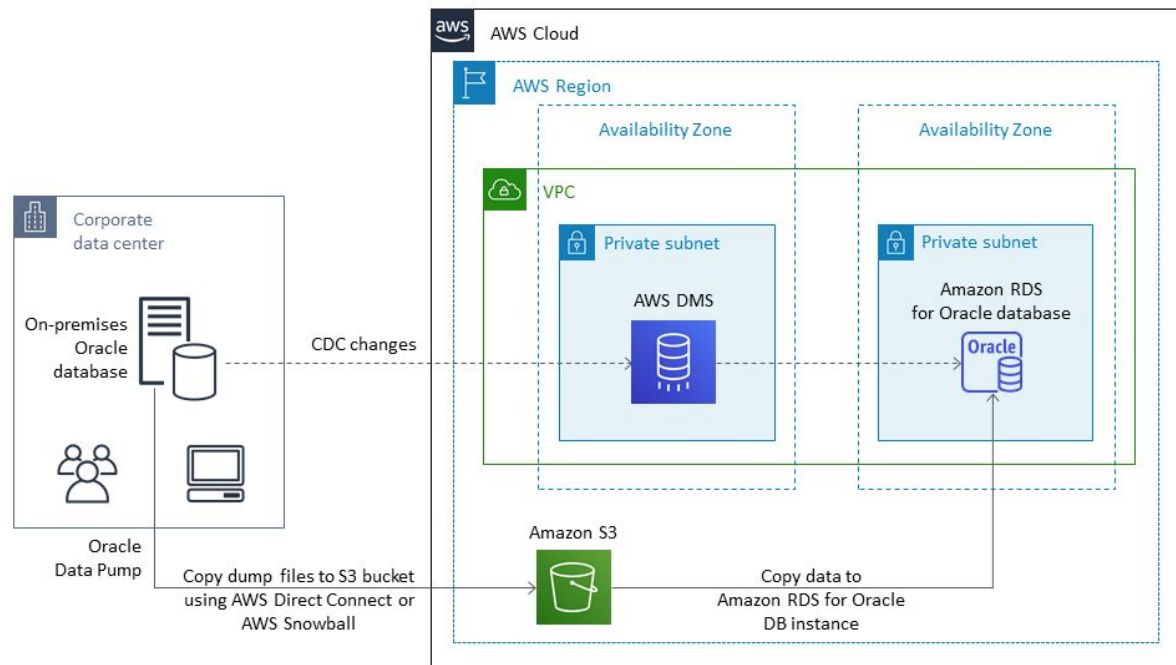 aws
AWS Cloud
AWS Region
Availability Zone
Availability Zone
VPC
Corporate
data center
Private subnet
Private subnet
On-premises
Oracle
database
CDC changes
AWS DMS
Amazon RDS
for Oracle database
Oracle
Oracle
Data Pump
Copy dump files to S3 bucket
using AWS Direct Connect or
AWS Snowball
Amazon S3
Copy data to
Amazon RDS for Oracle
DB instance